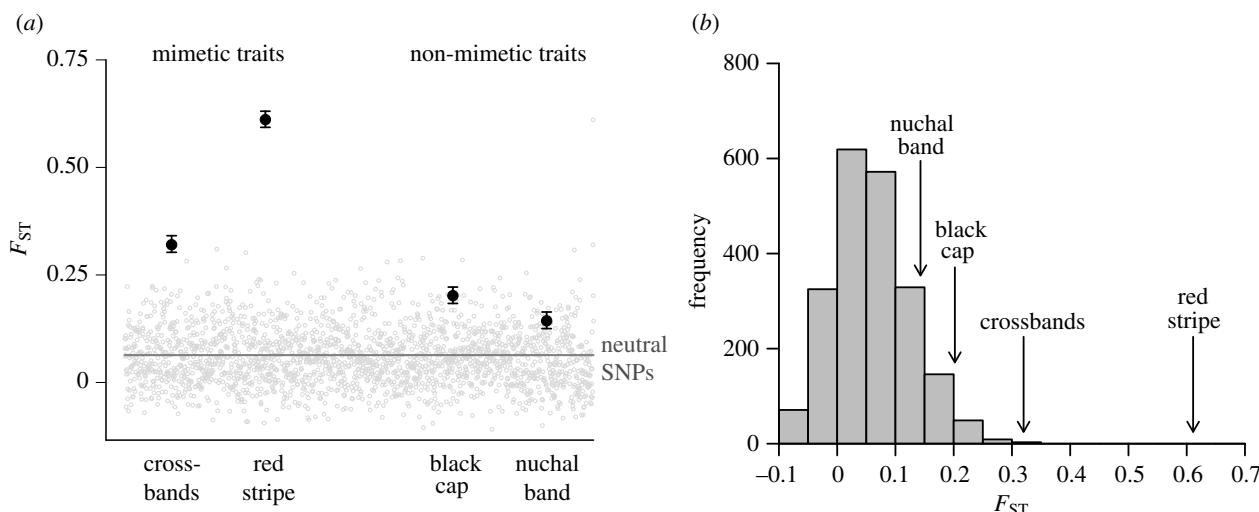 (a)
mimetic traits
non-mimetic traits
0.75
0.50
0.25
0
FST
neutral
SNPs
cross-
bands
red
stripe
black
cap
nuchal
band
(b)
800
600
400
200
0
frequency
nuchal
band
black
cap
crossbands
red
stripe
–0.1
0
0.1
0.2
0.3
0.4
0.5
0.6
0.7
FST